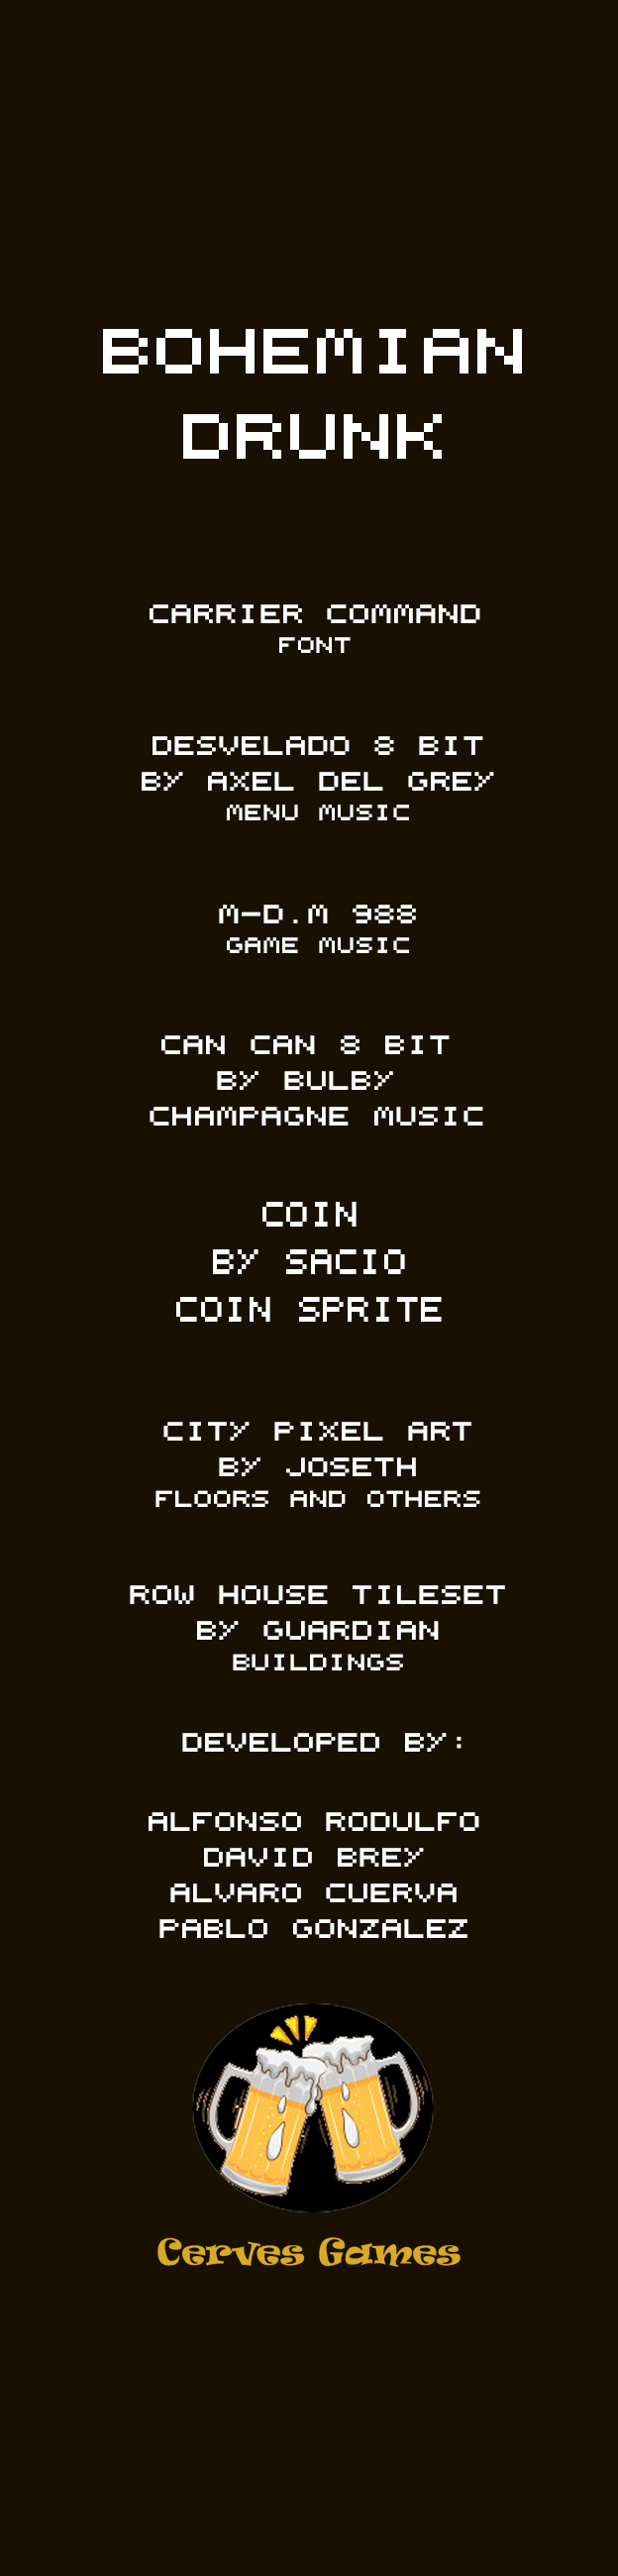 BOHEMIAN
DRUNK
CARRIER COMMAND
FONT
DESVELADO 8 BIT
BY AXEL DEL GREY
MENU MUSIC
M-D.M 988
GAME MUSIC
CAN CAN 8 BIT
BY BULBY
CHAMPAGNE MUSIC
COIN
BY SACIO
COIN SPRITE
CITY PIXEL ART
BY JOSETH
FLOORS AND OTHERS
ROW HOUSE TILESET
BY GUARDIAN
BUILDINGS
DEVELOPED BY:
ALFONSO RODULFO
DAVID BREY
ALVARO CUERVA
PABLO GONZALEZ
Cerves Games